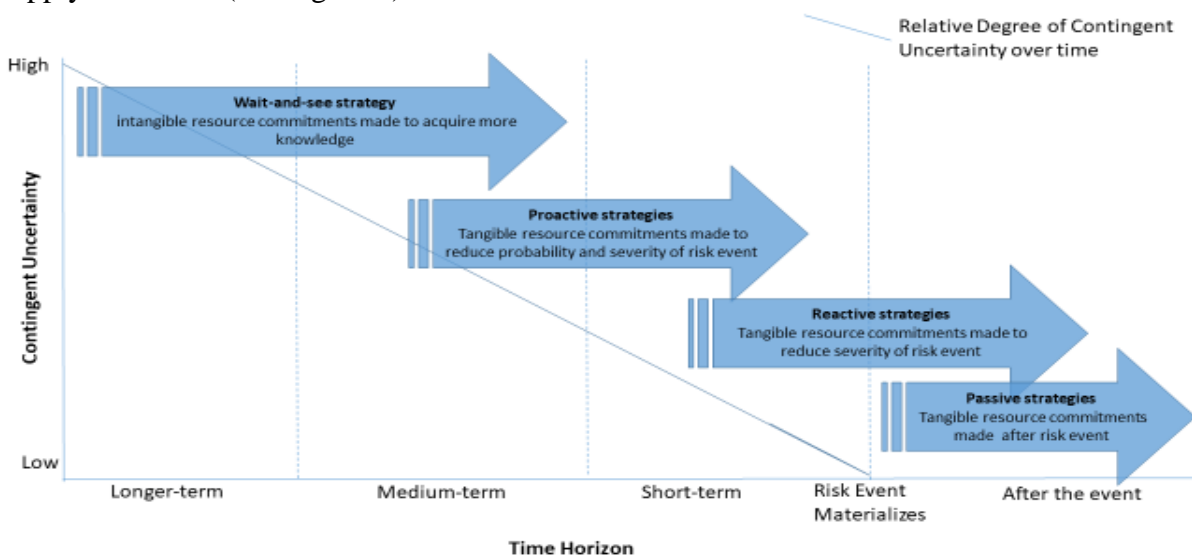 Relative Degree of Contingent
Uncertainty over time
High
Wait-and-see strategy
intangible resource commitments made to acquire more
knowledge
Proactive strategies
Tangible resource commitments made to
reduce probability and severity of risk event
Reactive strategies
Tangible resource commitments made to
reduce severity of risk event
Passive strategies
Tangible resource commitments
made after risk event
Contingent Uncertainty
Low
Longer-term
Medium-term
Short-term
Risk Event
Materializes
After the event
Time Horizon